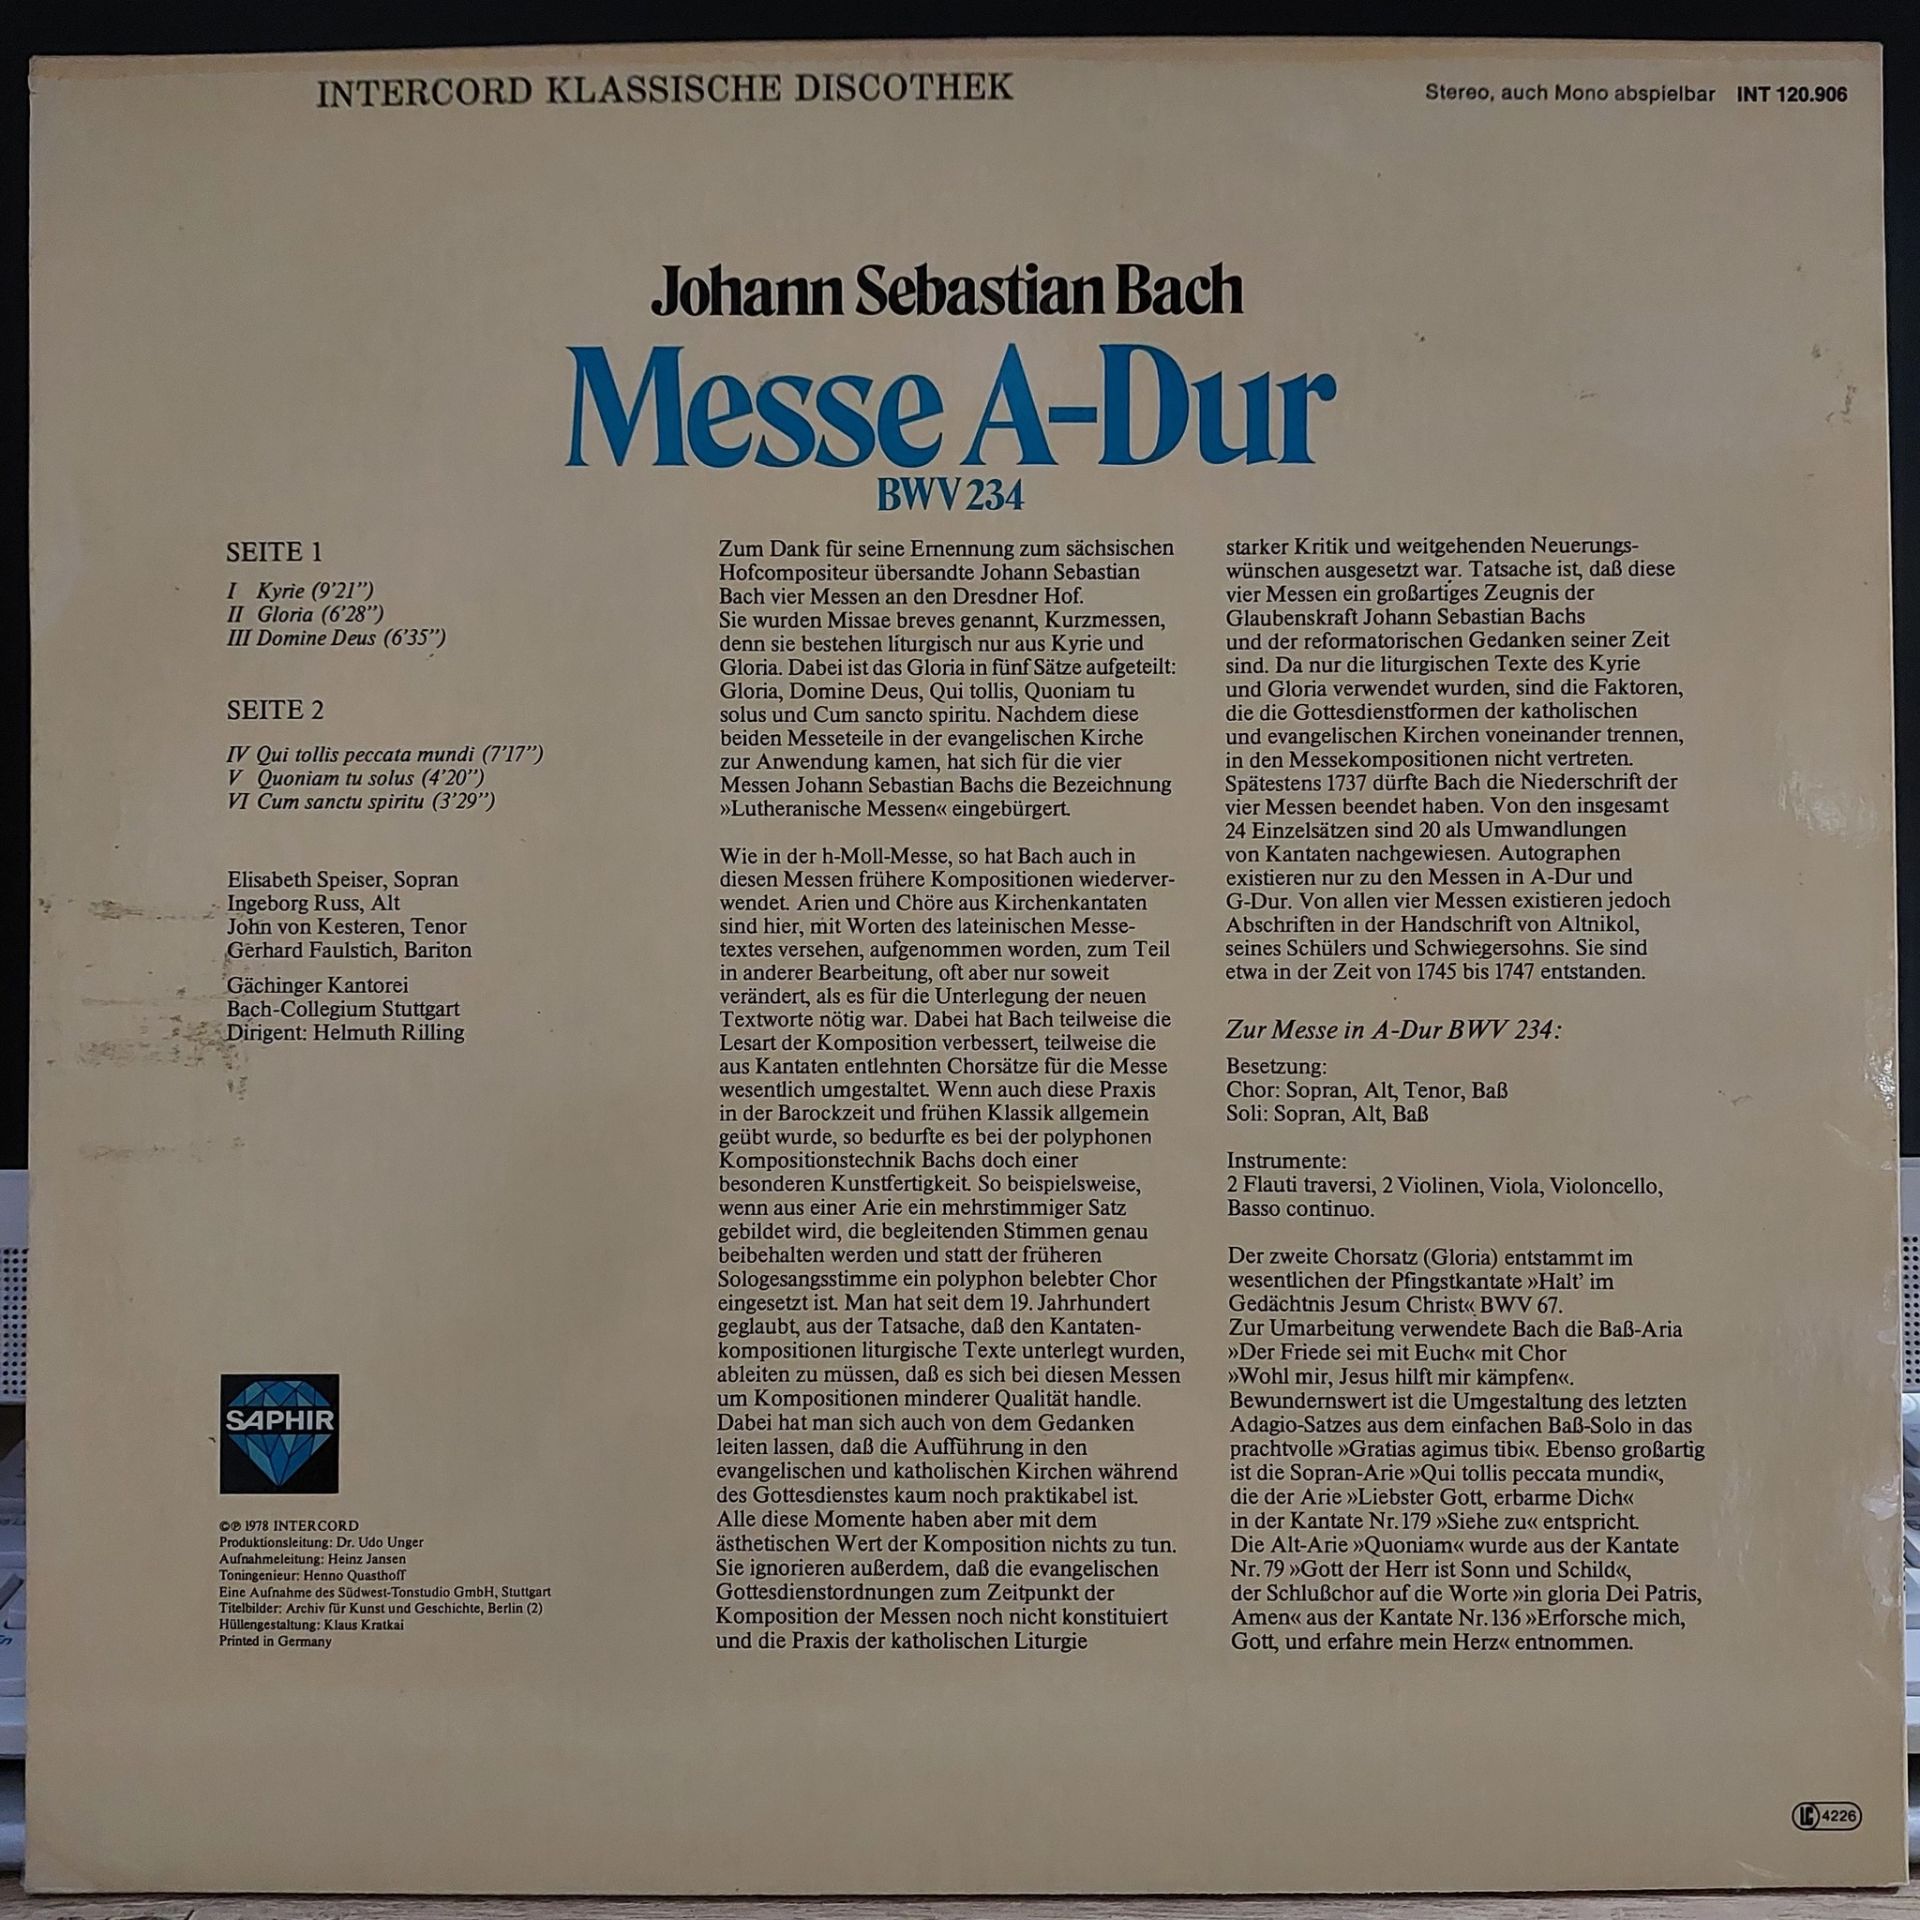 INTERCORD KLASSISCHE DISCOTHEK
Stereo, auch Mono abspielbar INT 120.906
Johann Sebastian Bach
Messe A-Dur
BWV 234
SEITE 1
I Kyrie (9'21")
II Gloria (6'28")
III Domine Deus (6'35")
SEITE 2
IV Qui tollis peccata mundi (7'17")
V Quoniam tu solus (4'20")
VI Cum sanctu spiritu (3'29")
Elisabeth Speiser, Sopran
Ingeborg Russ, Alt
John von Kesteren, Tenor
Gerhard Faulstich, Bariton
Gächinger Kantorei
Bach-Collegium Stuttgart
Dirigent: Helmuth Rilling
SAPHIR
©℗ 1978 INTERCORD
Produktionsleitung: Dr. Udo Unger
Aufnahmeleitung: Heinz Jansen
Toningenieur: Henno Quasthoff
Eine Aufnahme des Südwest-Tonstudio GmbH, Stuttgart
Titelbilder: Archiv für Kunst und Geschichte, Berlin (2)
Hüllengestaltung: Klaus Kratkai
Printed in Germany
Zum Dank für seine Ernennung zum sächsischen
Hofcompositeur übersandte Johann Sebastian
Bach vier Messen an den Dresdner Hof.
Sie wurden Missae breves genannt, Kurzmessen,
denn sie bestehen liturgisch nur aus Kyrie und
Gloria. Dabei ist das Gloria in fünf Sätze aufgeteilt:
Gloria, Domine Deus, Qui tollis, Quoniam tu
solus und Cum sancto spiritu. Nachdem diese
beiden Messeteile in der evangelischen Kirche
zur Anwendung kamen, hat sich für die vier
Messen Johann Sebastian Bachs die Bezeichnung
»Lutheranische Messen« eingebürgert.
Wie in der h-Moll-Messe, so hat Bach auch in
diesen Messen frühere Kompositionen wiederver-
wendet. Arien und Chöre aus Kirchenkantaten
sind hier, mit Worten des lateinischen Messe-
textes versehen, aufgenommen worden, zum Teil
in anderer Bearbeitung, oft aber nur soweit
verändert, als es für die Unterlegung der neuen
Textworte nötig war. Dabei hat Bach teilweise die
Lesart der Komposition verbessert, teilweise die
aus Kantaten entlehnten Chorsätze für die Messe
wesentlich umgestaltet. Wenn auch diese Praxis
in der Barockzeit und frühen Klassik allgemein
geübt wurde, so bedurfte es bei der polyphonen
Kompositionstechnik Bachs doch einer
besonderen Kunstfertigkeit. So beispielsweise,
wenn aus einer Arie ein mehrstimmiger Satz
gebildet wird, die begleitenden Stimmen genau
beibehalten werden und statt der früheren
Sologesangsstimme ein polyphon belebter Chor
eingesetzt ist. Man hat seit dem 19. Jahrhundert
geglaubt, aus der Tatsache, daß den Kantaten-
kompositionen liturgische Texte unterlegt wurden,
ableiten zu müssen, daß es sich bei diesen Messen
um Kompositionen minderer Qualität handle.
Dabei hat man sich auch von dem Gedanken
leiten lassen, daß die Aufführung in den
evangelischen und katholischen Kirchen während
des Gottesdienstes kaum noch praktikabel ist.
Alle diese Momente haben aber mit dem
ästhetischen Wert der Komposition nichts zu tun.
Sie ignorieren außerdem, daß die evangelischen
Gottesdienstordnungen zum Zeitpunkt der
Komposition der Messen noch nicht konstituiert
und die Praxis der katholischen Liturgie
starker Kritik und weitgehenden Neuerungs-
wünschen ausgesetzt war. Tatsache ist, daß diese
vier Messen ein großartiges Zeugnis der
Glaubenskraft Johann Sebastian Bachs
und der reformatorischen Gedanken seiner Zeit
sind. Da nur die liturgischen Texte des Kyrie
und Gloria verwendet wurden, sind die Faktoren,
die die Gottesdienstformen der katholischen
und evangelischen Kirchen voneinander trennen,
in den Messekompositionen nicht vertreten.
Spätestens 1737 dürfte Bach die Niederschrift der
vier Messen beendet haben. Von den insgesamt
24 Einzelsätzen sind 20 als Umwandlungen
von Kantaten nachgewiesen. Autographen
existieren nur zu den Messen in A-Dur und
G-Dur. Von allen vier Messen existieren jedoch
Abschriften in der Handschrift von Altnikol,
seines Schülers und Schwiegersohns. Sie sind
etwa in der Zeit von 1745 bis 1747 entstanden.
Zur Messe in A-Dur BWV 234:
Besetzung:
Chor: Sopran, Alt, Tenor, Baß
Soli: Sopran, Alt, Baß
Instrumente:
2 Flauti traversi, 2 Violinen, Viola, Violoncello,
Basso continuo.
Der zweite Chorsatz (Gloria) entstammt im
wesentlichen der Pfingstkantate »Halt' im
Gedächtnis Jesum Christ« BWV 67.
Zur Umarbeitung verwendete Bach die Baß-Aria
»Der Friede sei mit Euch« mit Chor
»Wohl mir, Jesus hilft mir kämpfen«.
Bewundernswert ist die Umgestaltung des letzten
Adagio-Satzes aus dem einfachen Baß-Solo in das
prachtvolle »Gratias agimus tibi«. Ebenso großartig
ist die Sopran-Arie »Qui tollis peccata mundi«,
die der Arie »Liebster Gott, erbarme Dich«
in der Kantate Nr. 179 »Siehe zu« entspricht.
Die Alt-Arie »Quoniam« wurde aus der Kantate
Nr. 79 »Gott der Herr ist Sonn und Schild«,
der Schlußchor auf die Worte »in gloria Dei Patris,
Amen« aus der Kantate Nr. 136 »Erforsche mich,
Gott, und erfahre mein Herz« entnommen.
LC 4226